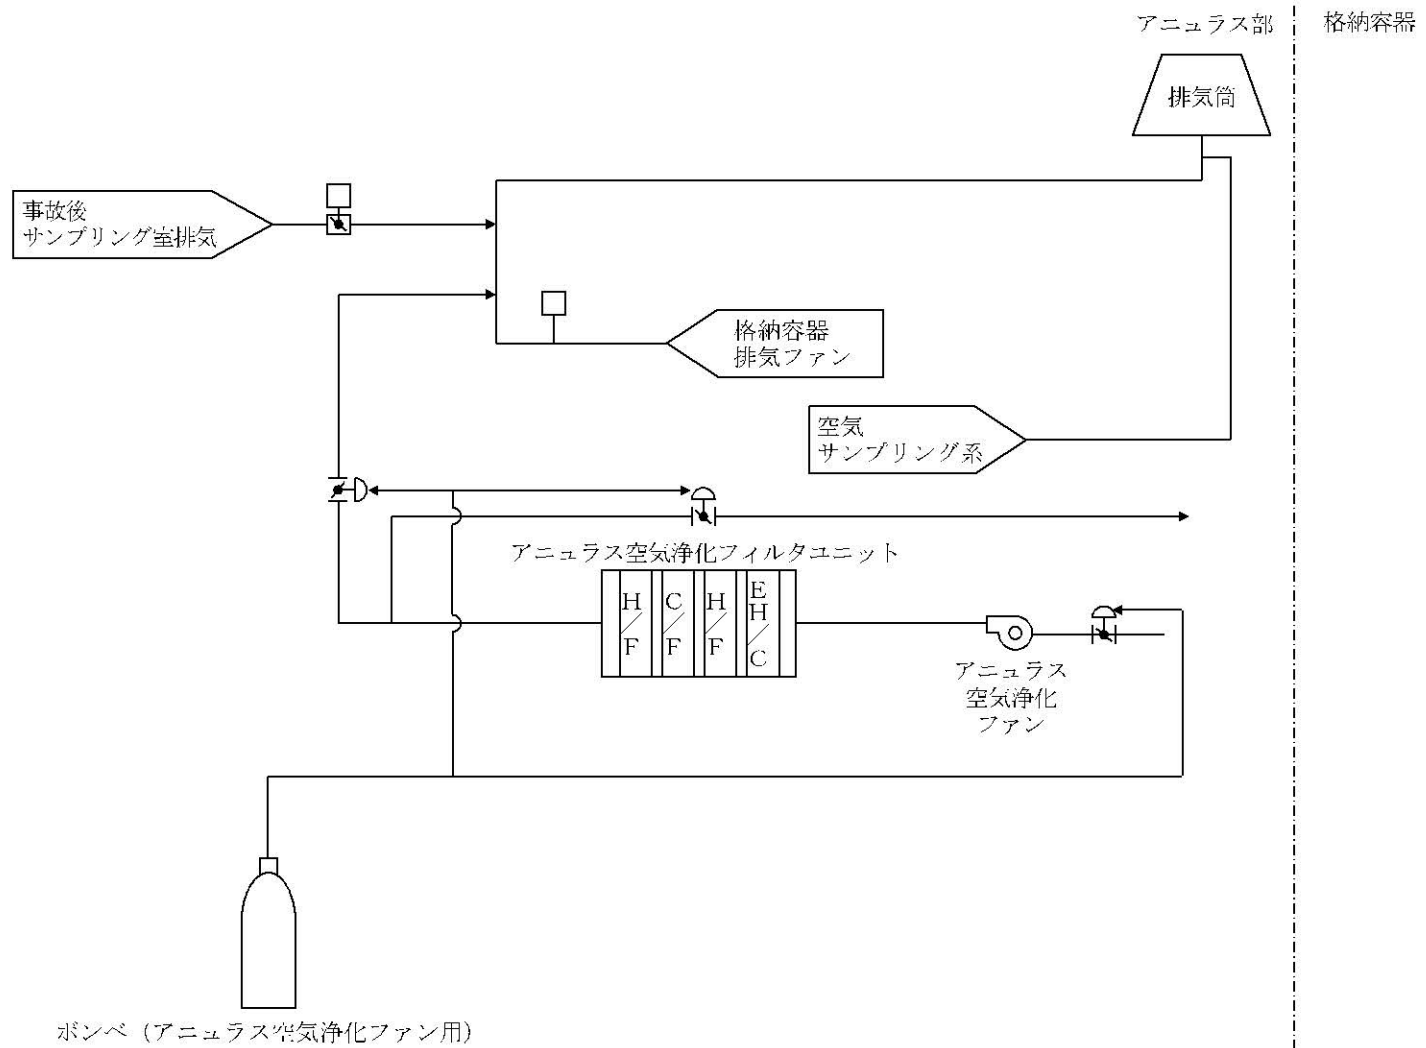 アニュラス部
格納容器
排気筒
事故後
サンプリング室排気
格納容器
排気ファン
空気
サンプリング系
アニュラス空気浄化フィルタユニット
H/F
C/F
H/F
EH/C
アニュラス
空気浄化
ファン
ボンベ（アニュラス空気浄化ファン用）